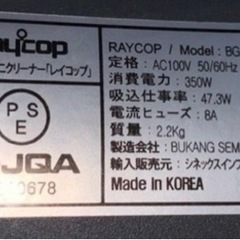 RAYCOP / Model: BG
raycop
ニクリーナー「レイコップ」
定格: AC100V 50/60Hz
消費電力: 350W
吸込仕事率: 47.3W
電流ヒューズ: 8A
質量: 2.2Kg
製造会社: BUKANG SEM
輸入販売元: シネックスインフ
Made in KOREA
PS
E
JQA
0678